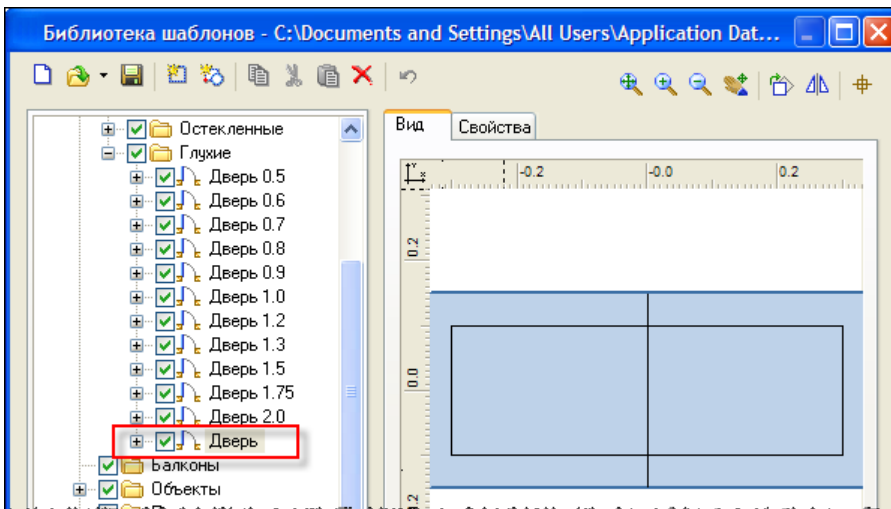 Библиотека шаблонов - C:\Documents and Settings\All Users\Application Dat...
Остекленные
Глухие
Дверь 0.5
Дверь 0.6
Дверь 0.7
Дверь 0.8
Дверь 0.9
Дверь 1.0
Дверь 1.2
Дверь 1.3
Дверь 1.5
Дверь 1.75
Дверь 2.0
Дверь
Балконы
Объекты
Вид Свойства
Y x
-0.2 -0.0 0.2
0.2
0.0
0.2